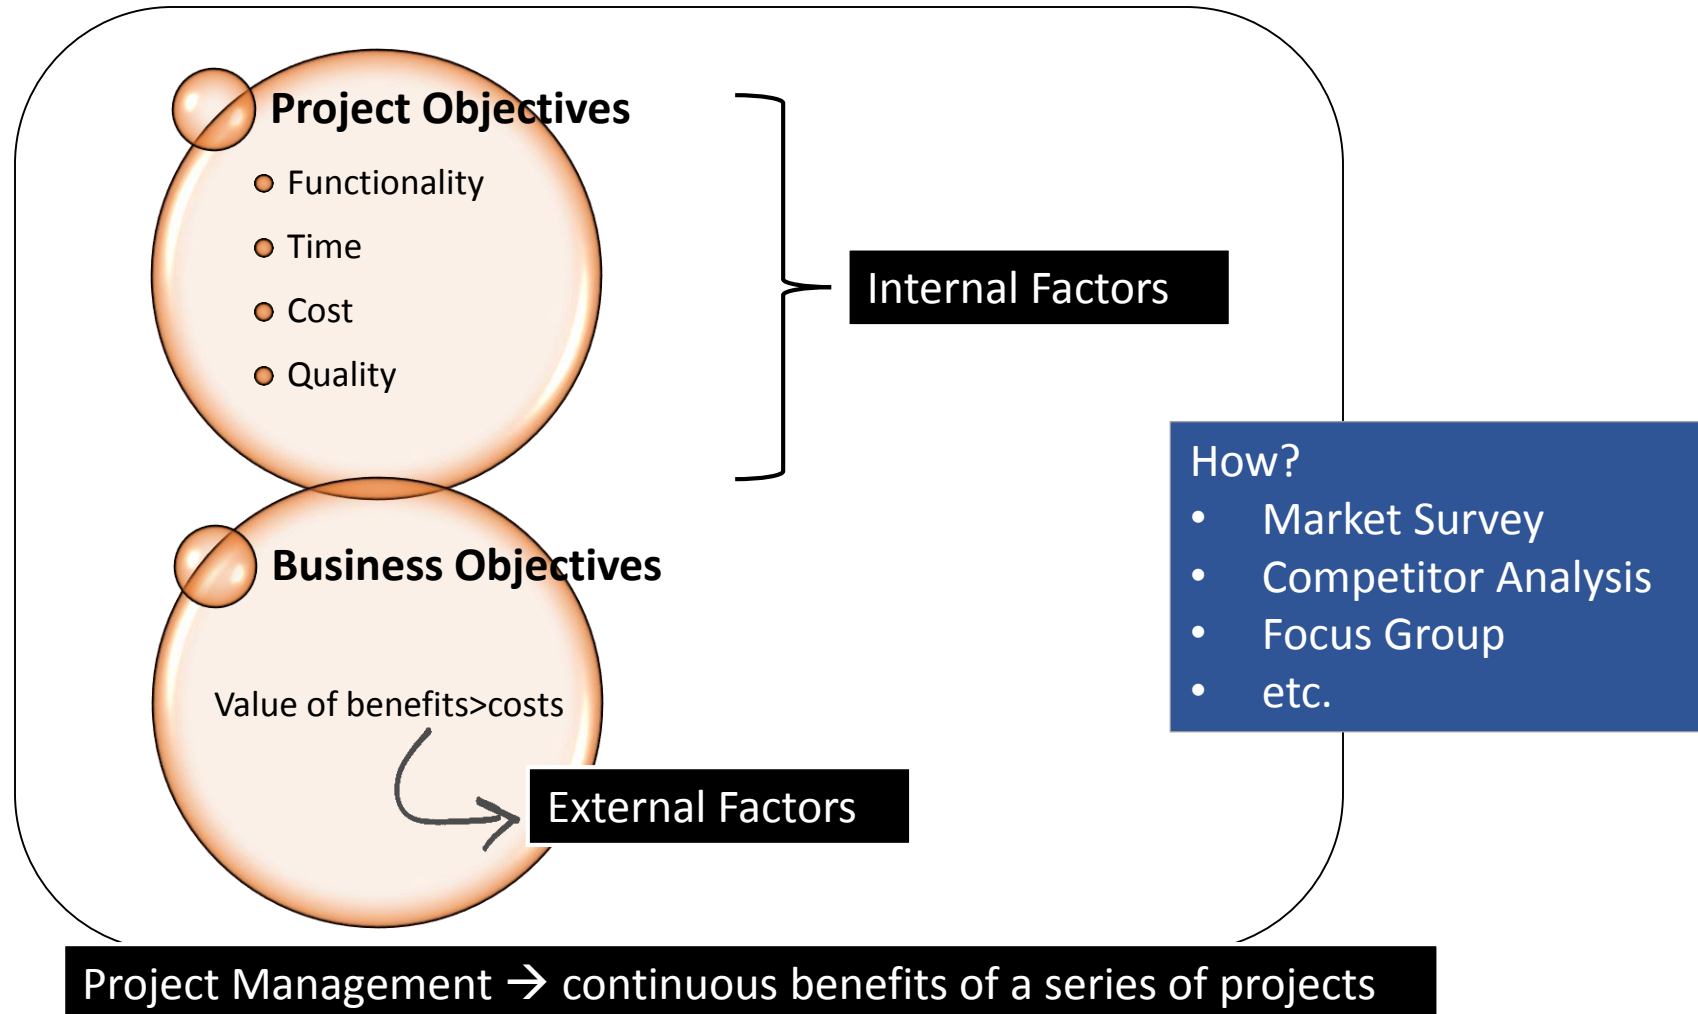 Project Objectives
Functionality
Time
Cost
Quality
Internal Factors
How?
• Market Survey
• Competitor Analysis
• Focus Group
• etc.
Business Objectives
Value of benefits>costs
External Factors
Project Management → continuous benefits of a series of projects